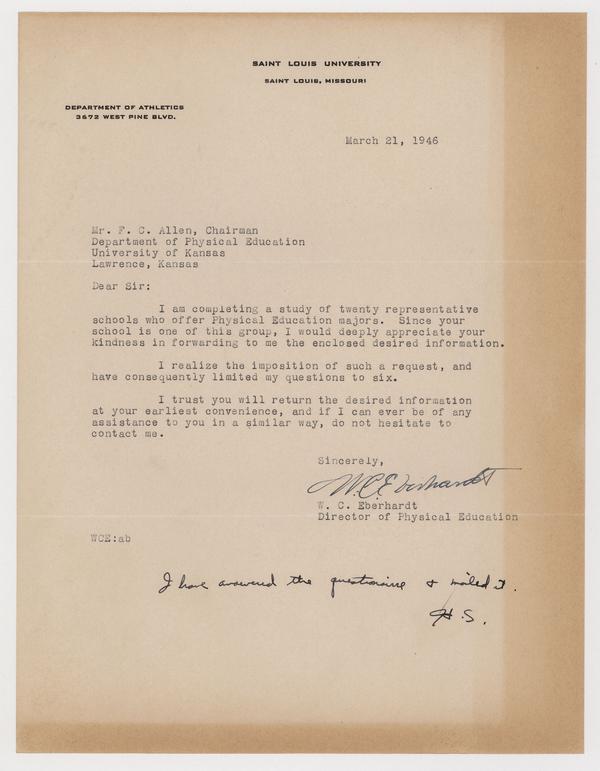 SAINT LOUIS UNIVERSITY
SAINT LOUIS, MISSOURI
DEPARTMENT OF ATHLETICS
3672 WEST PINE BLVD.
March 21, 1946
Mr. F. C. Allen, Chairman
Department of Physical Education
University of Kansas
Lawrence, Kansas
Dear Sir:
I am completing a study of twenty representative
schools who offer Physical Education majors. Since your
school is one of this group, I would deeply appreciate your
kindness in forwarding to me the enclosed desired information.
I realize the imposition of such a request, and
have consequently limited my questions to six.
I trust you will return the desired information
at your earliest convenience, and if I can ever be of any
assistance to you in a similar way, do not hesitate to
contact me.
Sincerely,
W. C. Eberhardt
W. C. Eberhardt
Director of Physical Education
WCE:ab
I have answered the questionaire & mailed it.
H. S.